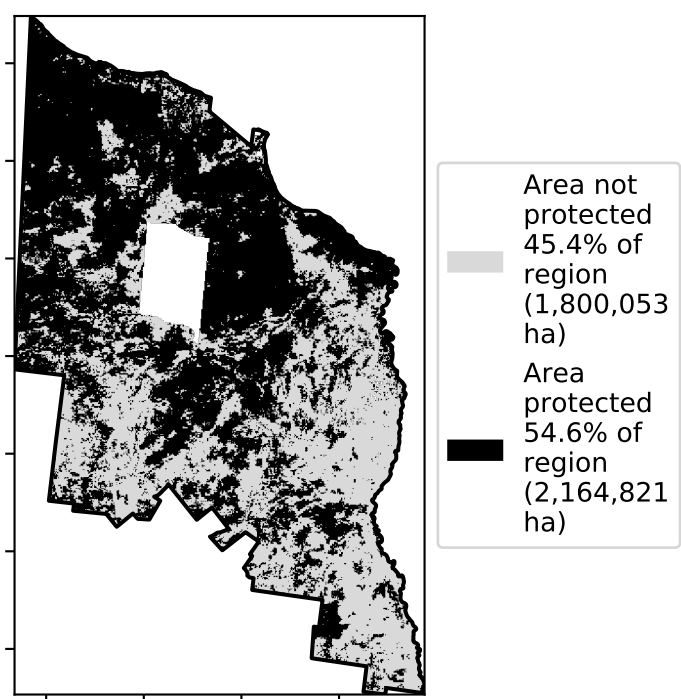 Area not
protected
45.4% of
region
(1,800,053
ha)
Area
protected
54.6% of
region
(2,164,821
ha)